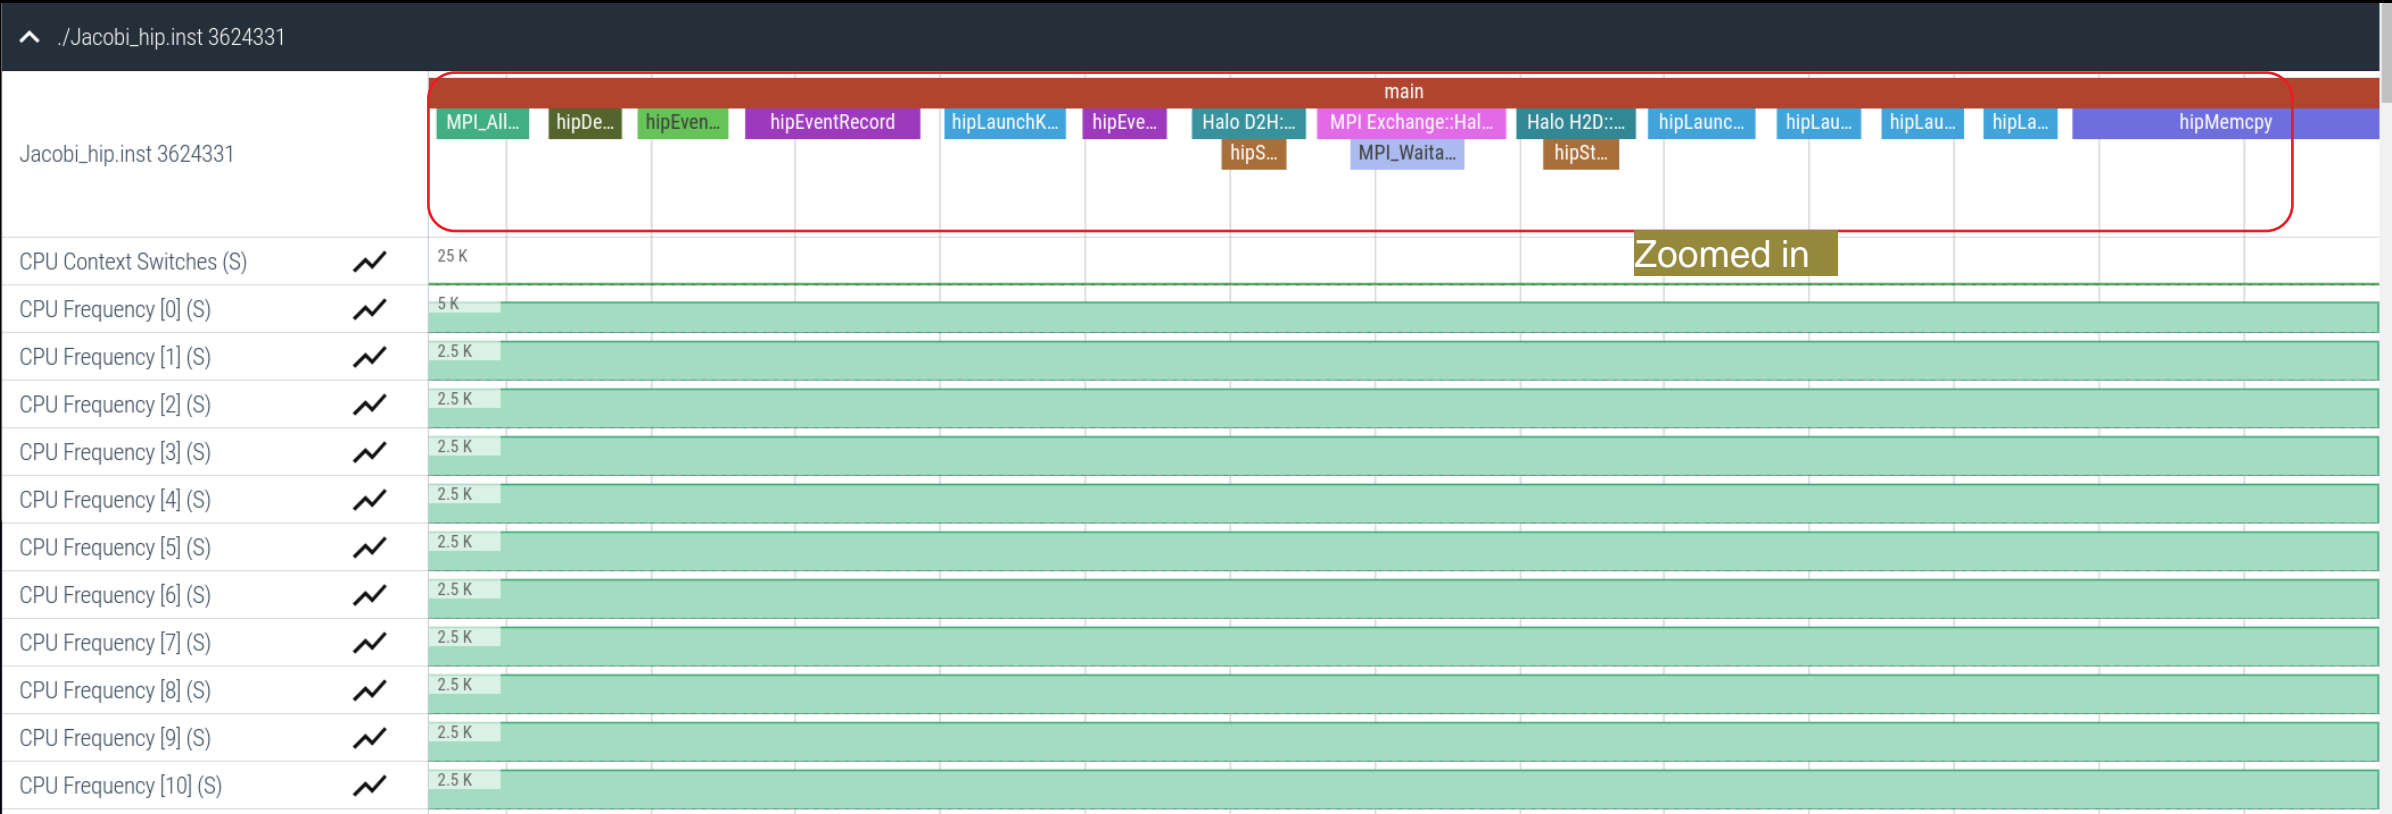 ./Jacobi_hip.inst 3624331
main
MPI_All... hipDe... hipEven... hipEventRecord hipLaunchK... hipEve... Halo D2H:... MPI Exchange::Hal... Halo H2D::... hipLaunc... hipLau... hipLau... hipLa... hipMemcpy
Jacobi_hip.inst 3624331
hipS... MPI_Waita... hipSt...
CPU Context Switches (S) 25 K
Zoomed in
CPU Frequency [0] (S) 5 K
CPU Frequency [1] (S) 2.5 K
CPU Frequency [2] (S) 2.5 K
CPU Frequency [3] (S) 2.5 K
CPU Frequency [4] (S) 2.5 K
CPU Frequency [5] (S) 2.5 K
CPU Frequency [6] (S) 2.5 K
CPU Frequency [7] (S) 2.5 K
CPU Frequency [8] (S) 2.5 K
CPU Frequency [9] (S) 2.5 K
CPU Frequency [10] (S) 2.5 K